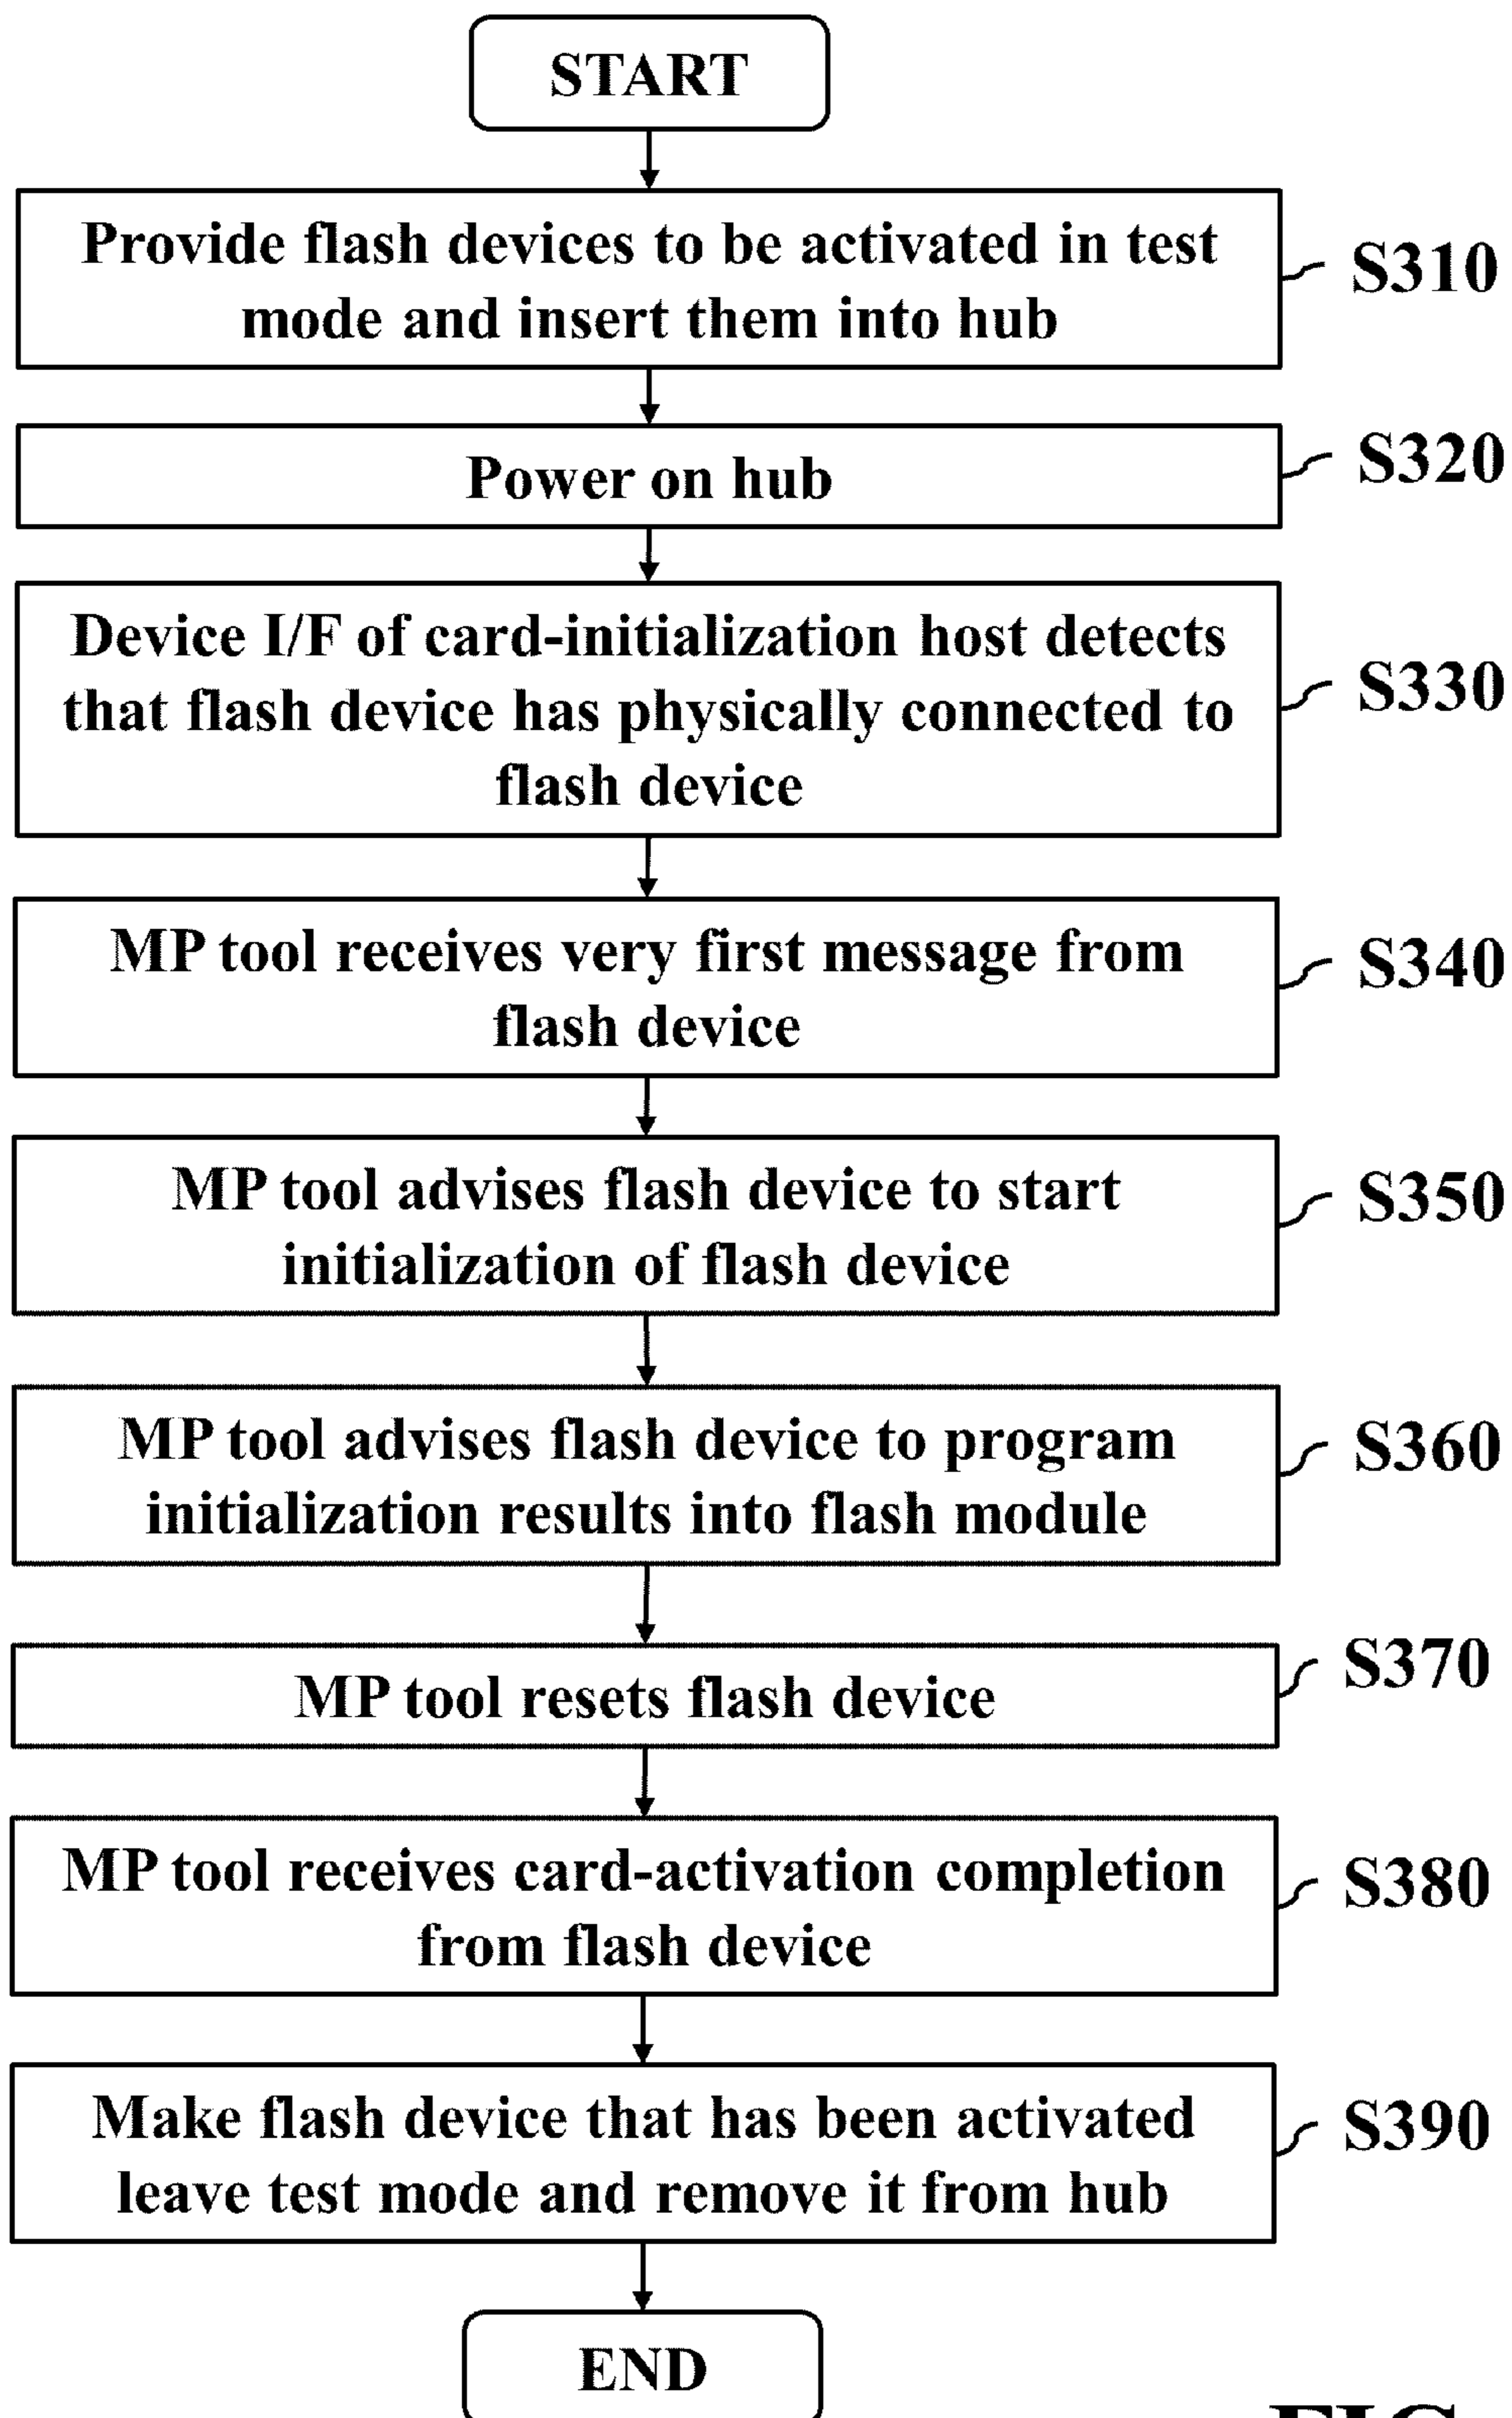 START
Provide flash devices to be activated in test
mode and insert them into hub
S310
Power on hub
S320
Device I/F of card-initialization host detects
that flash device has physically connected to
flash device
S330
MP tool receives very first message from
flash device
S340
MP tool advises flash device to start
initialization of flash device
S350
MP tool advises flash device to program
initialization results into flash module
S360
MP tool resets flash device
S370
MP tool receives card-activation completion
from flash device
S380
Make flash device that has been activated
leave test mode and remove it from hub
S390
END